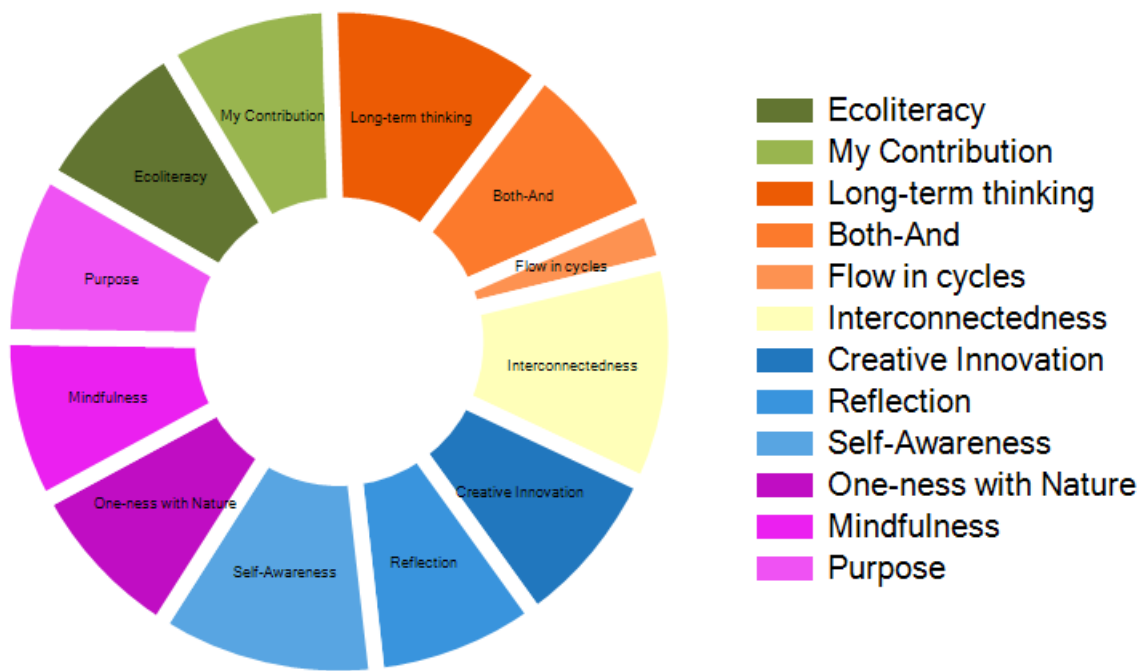 My Contribution
Long-term thinking
Ecoliteracy
Both-And
Flow in cycles
Purpose
Interconnectedness
Mindfulness
Creative Innovation
One-ness with Nature
Reflection
Self-Awareness
Ecoliteracy
My Contribution
Long-term thinking
Both-And
Flow in cycles
Interconnectedness
Creative Innovation
Reflection
Self-Awareness
One-ness with Nature
Mindfulness
Purpose